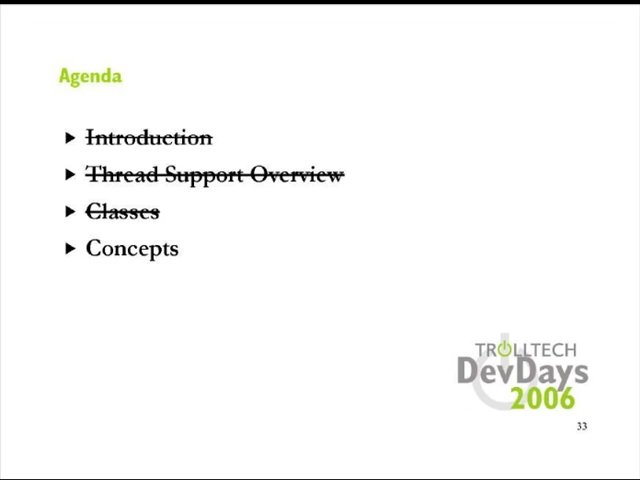 Agenda
Introduction
Thread Support Overview
Classes
Concepts
TROLLTECH
DevDays
2006
33